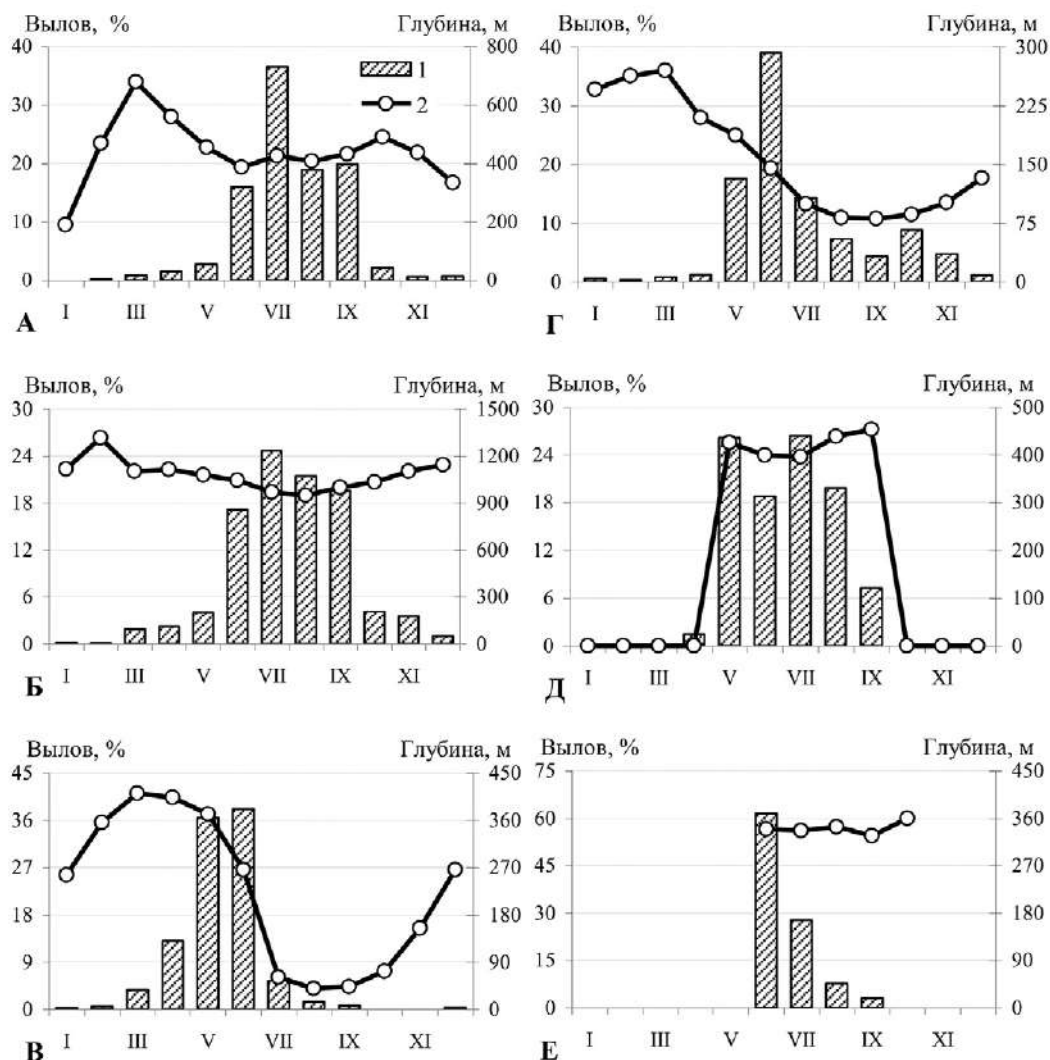 Вылов, % Глубина, м
40 800
30 600
20 400
10 200
0 0
1
2
I III V VII IX XI
А
Вылов, % Глубина, м
40 300
30 225
20 150
10 75
0 0
I III V VII IX XI
Г
Вылов, % Глубина, м
30 1500
24 1200
18 900
12 600
6 300
0 0
I III V VII IX XI
Б
Вылов, % Глубина, м
30 500
24 400
18 300
12 200
6 100
0 0
I III V VII IX XI
Д
Вылов, % Глубина, м
45 450
36 360
27 270
18 180
9 90
0 0
I III V VII IX XI
В
Вылов, % Глубина, м
75 450
60 360
45 270
30 180
15 90
0 0
I III V VII IX XI
Е